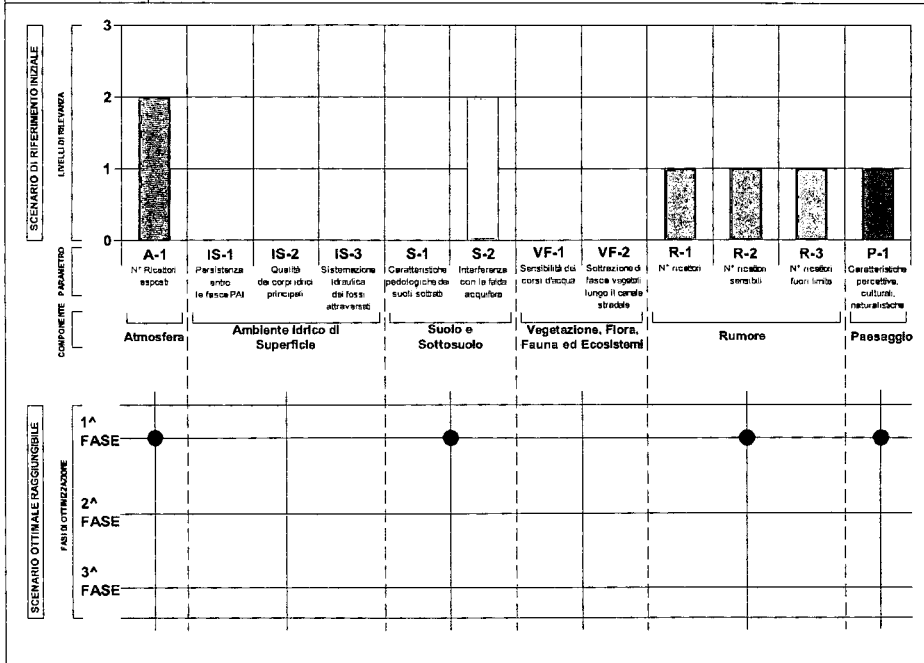 SCENARIO DI RIFERIMENTO INIZIALE
LIVELLI DI RILEVANZA
3
2
1
0
PARAMETRO
A-1
N° Ricettori
esposti
IS-1
Persistenza
entro
le fasce PAI
IS-2
Qualità
dei corpi idrici
principali
IS-3
Sistemazione
idraulica
dei fossi
attraversati
S-1
Caratteristiche
pedologiche dei
suoli sottratti
S-2
Interferenza
con la falda
acquifera
VF-1
Sensibilità dei
corsi d'acqua
VF-2
Sottrazione di
fasce vegetali
lungo il canale
stradale
R-1
N° ricettori
R-2
N° ricettori
sensibili
R-3
N° ricettori
fuori limite
P-1
Caratteristiche
percettive,
culturali,
naturalistiche
COMPONENTE
Atmosfera
Ambiente Idrico di
Superficie
Suolo e
Sottosuolo
Vegetazione, Flora,
Fauna ed Ecosistemi
Rumore
Paesaggio
SCENARIO OTTIMALE RAGGIUNGIBILE
FASI DI OTTIMIZZAZIONE
1^
FASE
2^
FASE
3^
FASE